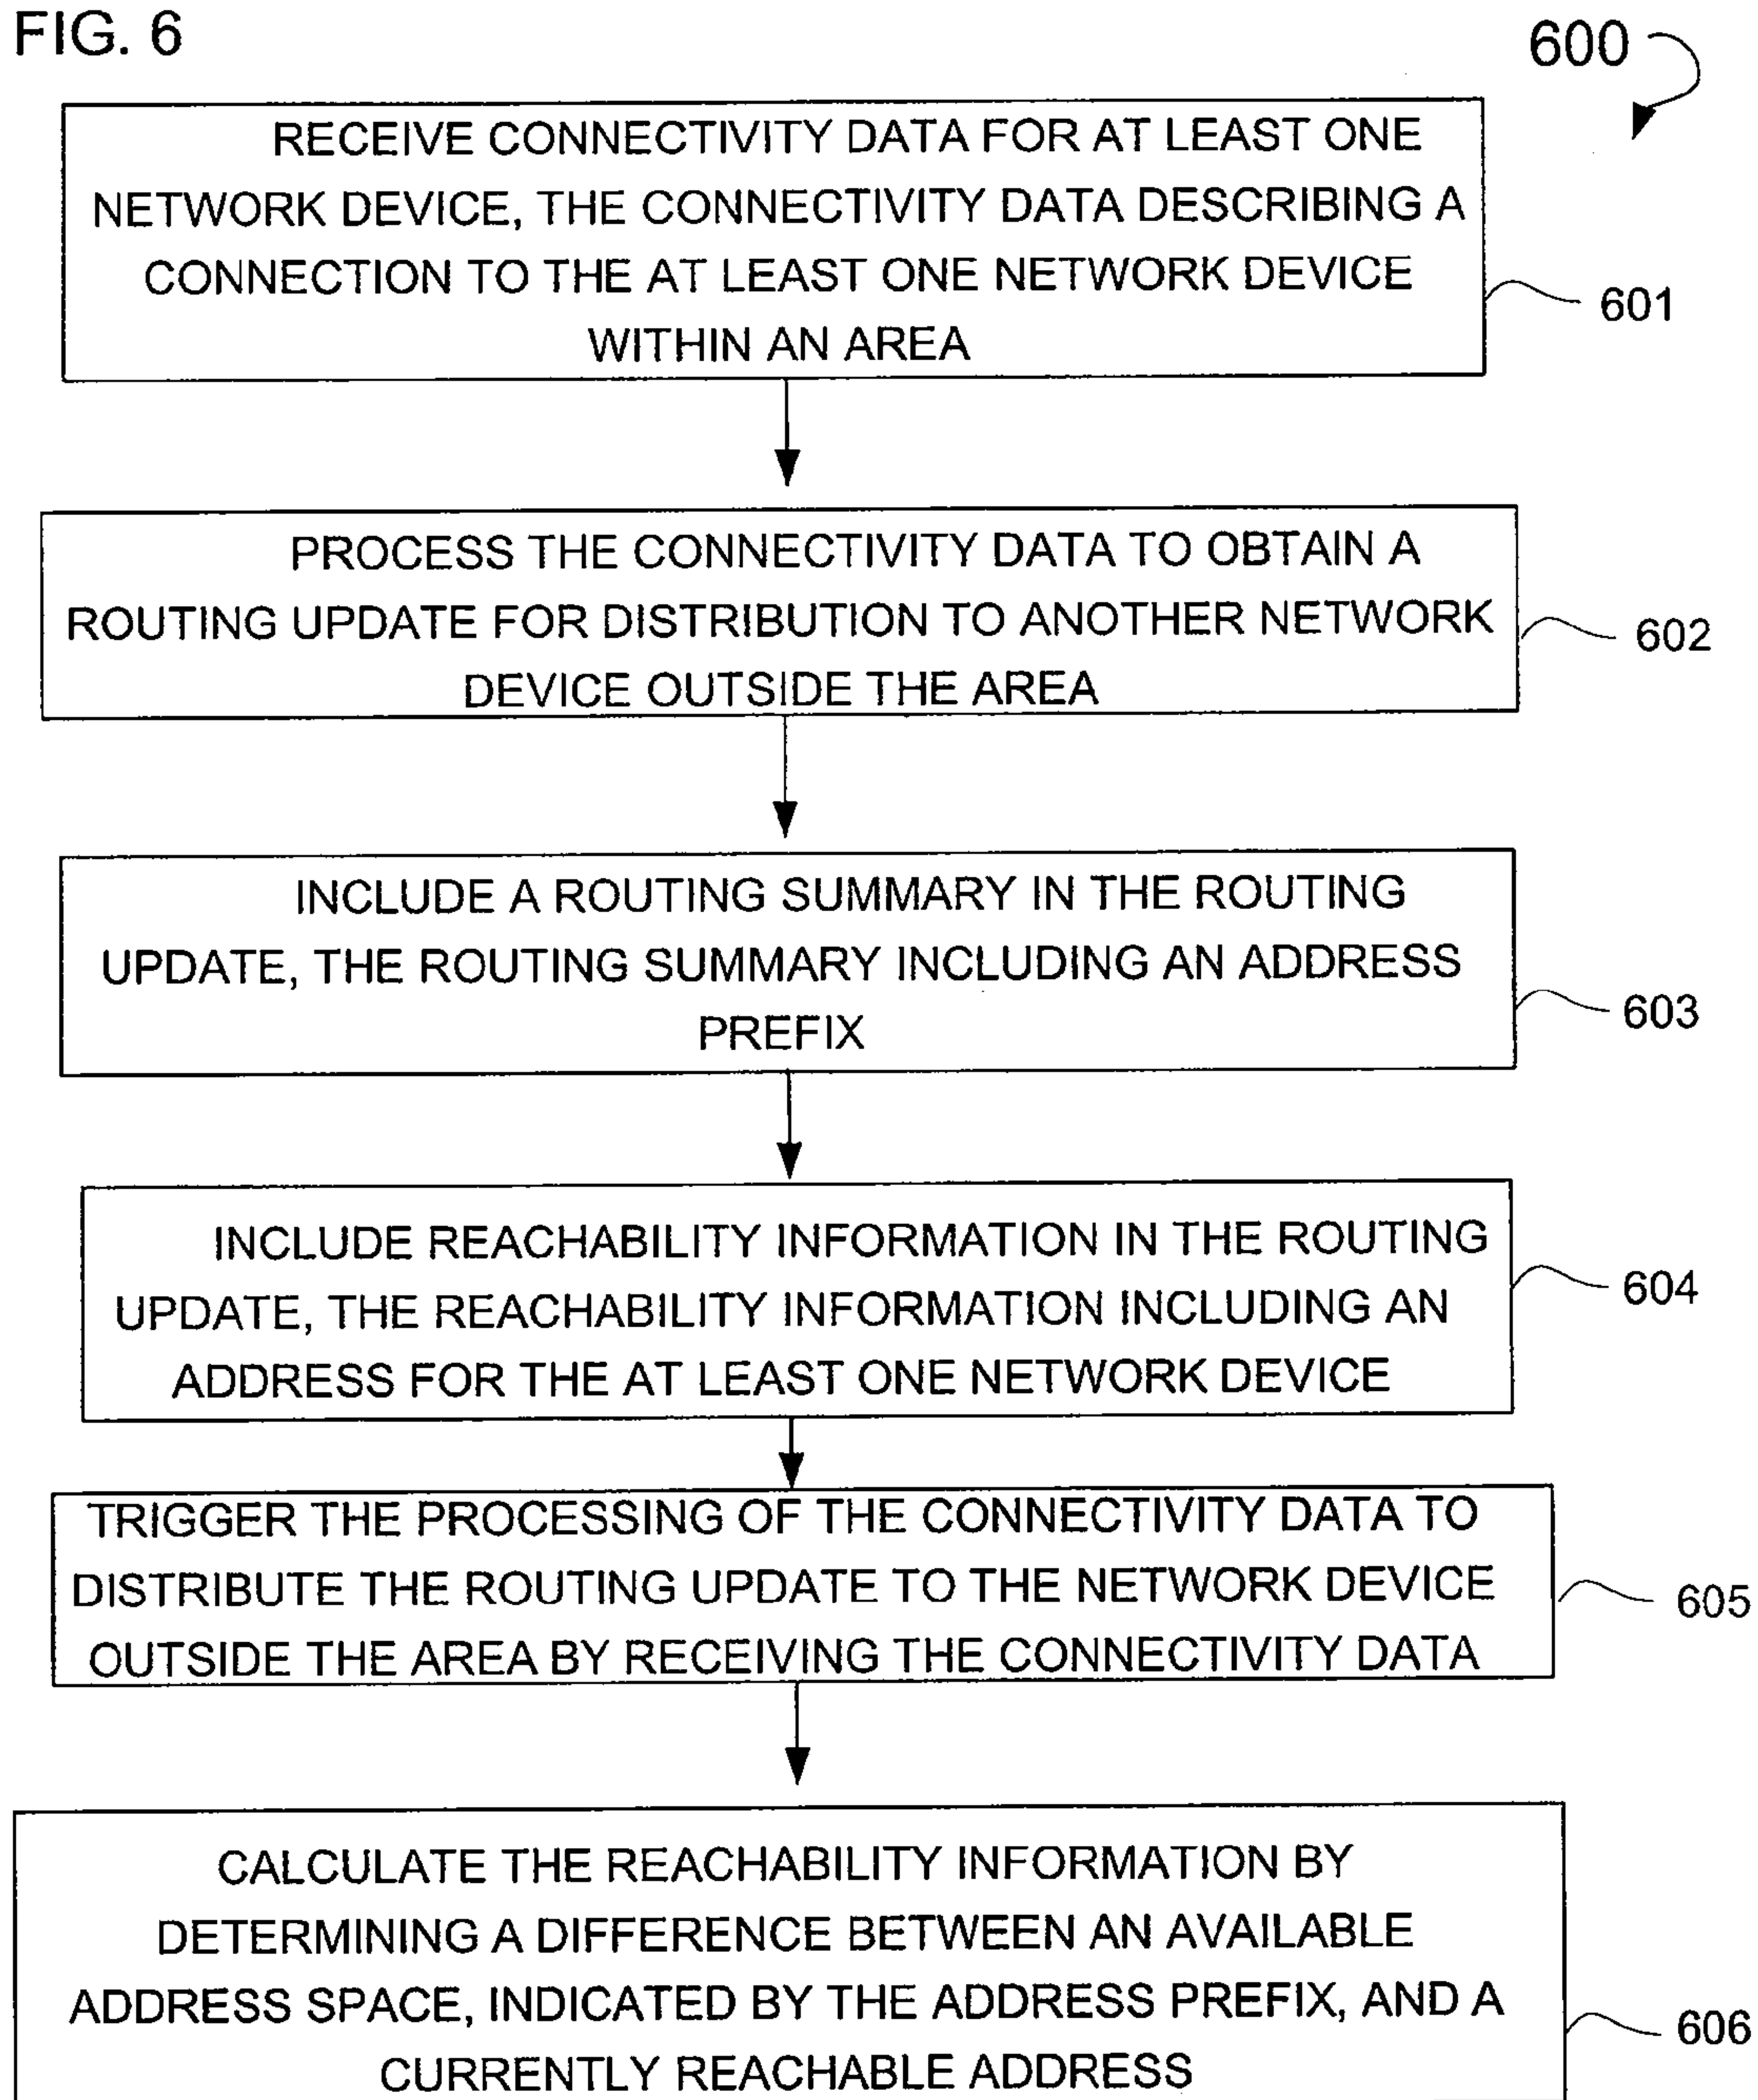 FIG. 6
600
RECEIVE CONNECTIVITY DATA FOR AT LEAST ONE
NETWORK DEVICE, THE CONNECTIVITY DATA DESCRIBING A
CONNECTION TO THE AT LEAST ONE NETWORK DEVICE
WITHIN AN AREA
601
PROCESS THE CONNECTIVITY DATA TO OBTAIN A
ROUTING UPDATE FOR DISTRIBUTION TO ANOTHER NETWORK
DEVICE OUTSIDE THE AREA
602
INCLUDE A ROUTING SUMMARY IN THE ROUTING
UPDATE, THE ROUTING SUMMARY INCLUDING AN ADDRESS
PREFIX
603
INCLUDE REACHABILITY INFORMATION IN THE ROUTING
UPDATE, THE REACHABILITY INFORMATION INCLUDING AN
ADDRESS FOR THE AT LEAST ONE NETWORK DEVICE
604
TRIGGER THE PROCESSING OF THE CONNECTIVITY DATA TO
DISTRIBUTE THE ROUTING UPDATE TO THE NETWORK DEVICE
OUTSIDE THE AREA BY RECEIVING THE CONNECTIVITY DATA
605
CALCULATE THE REACHABILITY INFORMATION BY
DETERMINING A DIFFERENCE BETWEEN AN AVAILABLE
ADDRESS SPACE, INDICATED BY THE ADDRESS PREFIX, AND A
CURRENTLY REACHABLE ADDRESS
606